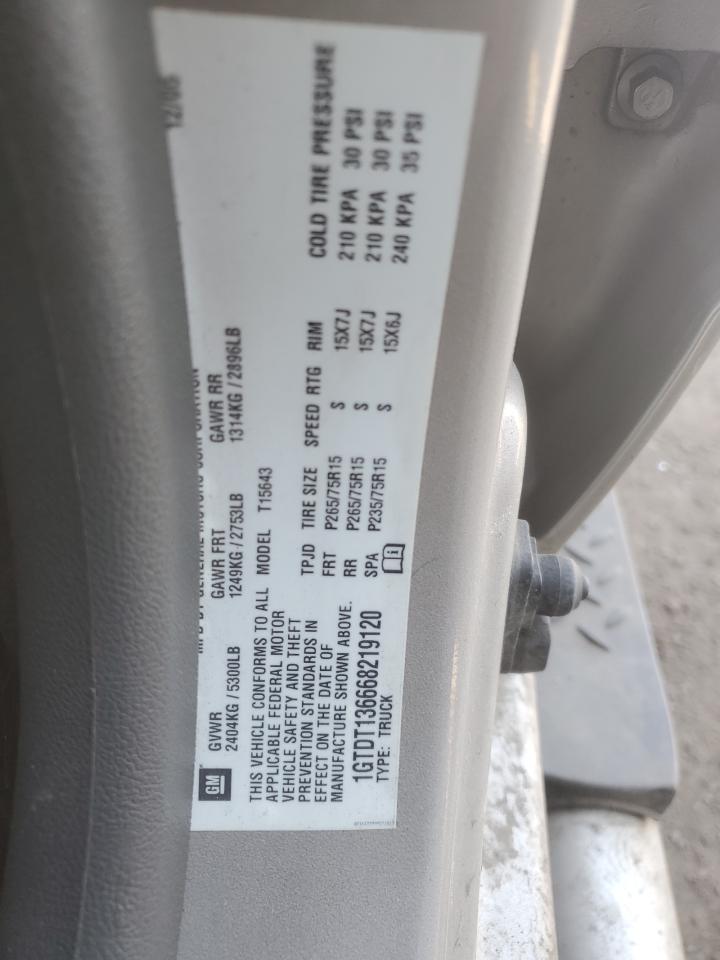 MFD BY GENERAL MOTORS CORPORATION
12/05
GM
GVWR GAWR FRT GAWR RR
2404KG/5300LB 1249KG/2753LB 1314KG/2896LB
THIS VEHICLE CONFORMS TO ALL
APPLICABLE FEDERAL MOTOR
VEHICLE SAFETY AND THEFT
PREVENTION STANDARDS IN
EFFECT ON THE DATE OF
MANUFACTURE SHOWN ABOVE.
1GTDT136668219120
TYPE: TRUCK
MODEL T15643
TPJD TIRE SIZE SPEED RTG RIM COLD TIRE PRESSURE
FRT P265/75R15 S 15X7J 210 KPA 30 PSI
RR P265/75R15 S 15X7J 210 KPA 30 PSI
SPA P235/75R15 S 15X6J 240 KPA 35 PSI